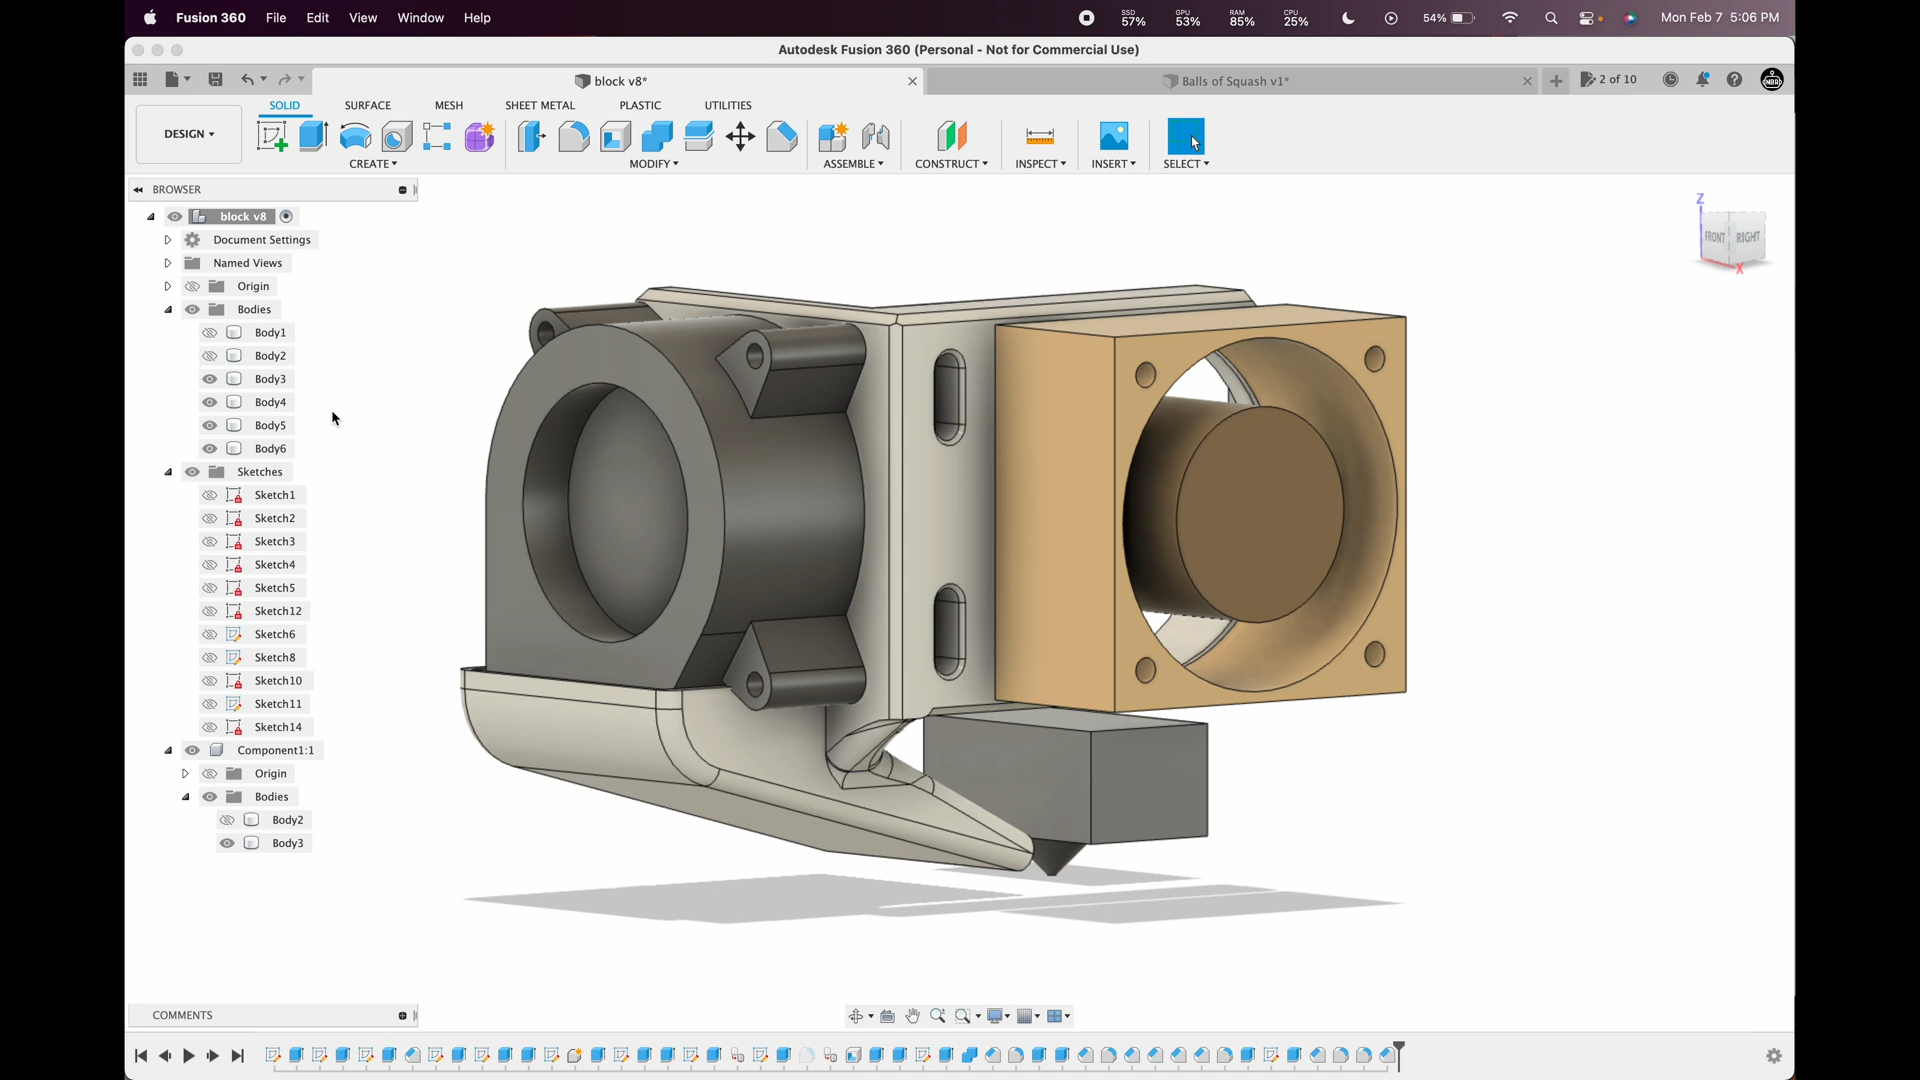 Fusion 360 File Edit View Window Help SSD 57% GPU 53% RAM 85% CPU 25% 54% Mon Feb 7 5:06 PM
Autodesk Fusion 360 (Personal - Not for Commercial Use)
block v8* Balls of Squash v1* 2 of 10
SOLID SURFACE MESH SHEET METAL PLASTIC UTILITIES
DESIGN
CREATE MODIFY ASSEMBLE CONSTRUCT INSPECT INSERT SELECT
BROWSER
block v8
Document Settings
Named Views
Origin
Bodies
Body1
Body2
Body3
Body4
Body5
Body6
Sketches
Sketch1
Sketch2
Sketch3
Sketch4
Sketch5
Sketch12
Sketch6
Sketch8
Sketch10
Sketch11
Sketch14
Component1:1
Origin
Bodies
Body2
Body3
Z
FRONT RIGHT
X
COMMENTS